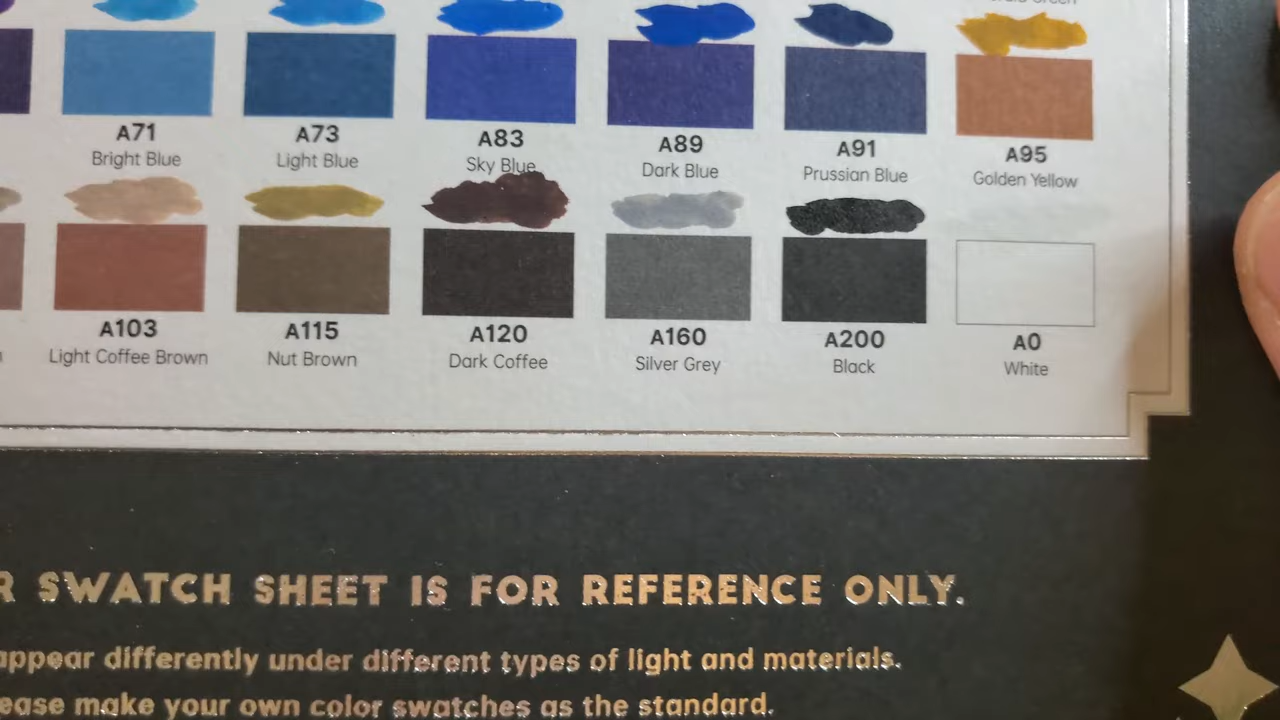 A71 A73 A83 A89 A91 A95
Bright Blue Light Blue Sky Blue Dark Blue Prussian Blue Golden Yellow
A103 A115 A120 A160 A200 A0
Light Coffee Brown Nut Brown Dark Coffee Silver Grey Black White
SWATCH SHEET IS FOR REFERENCE ONLY.
appear differently under different types of light and materials.
make your own color swatches as the standard.